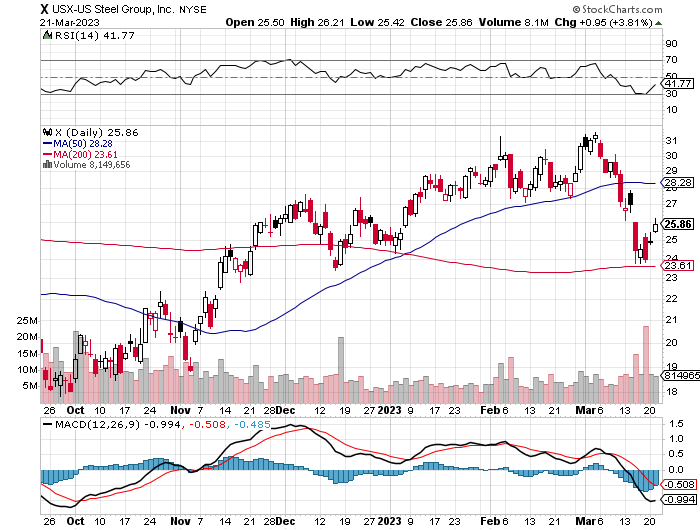 X USX-US Steel Group, Inc. NYSE
© StockCharts.com
21-Mar-2023
Open 25.50 High 26.21 Low 25.42 Close 25.86 Volume 8.1M Chg +0.95 (+3.81%)
RSI(14) 41.77
90
70
50
41.77
30
10
X (Daily) 25.86
MA(50) 28.28
MA(200) 23.61
Volume 8,149,656
31
30
29
28.28
28
27
25.86
25
24
23.61
23
22
21
20
19
18
25M
20M
15M
10M
5M
26 Oct 10 17 24 Nov 7 14 21 28 Dec 12 19 27 2023 9 17 23 Feb 6 13 21 Mar 6 13 20
MACD(12,26,9) -0.994, -0.508, -0.485
1.5
1.0
0.5
0.0
-0.508
-0.994
26 Oct 10 17 24 Nov 7 14 21 28 Dec 12 19 27 2023 9 17 23 Feb 6 13 21 Mar 6 13 20